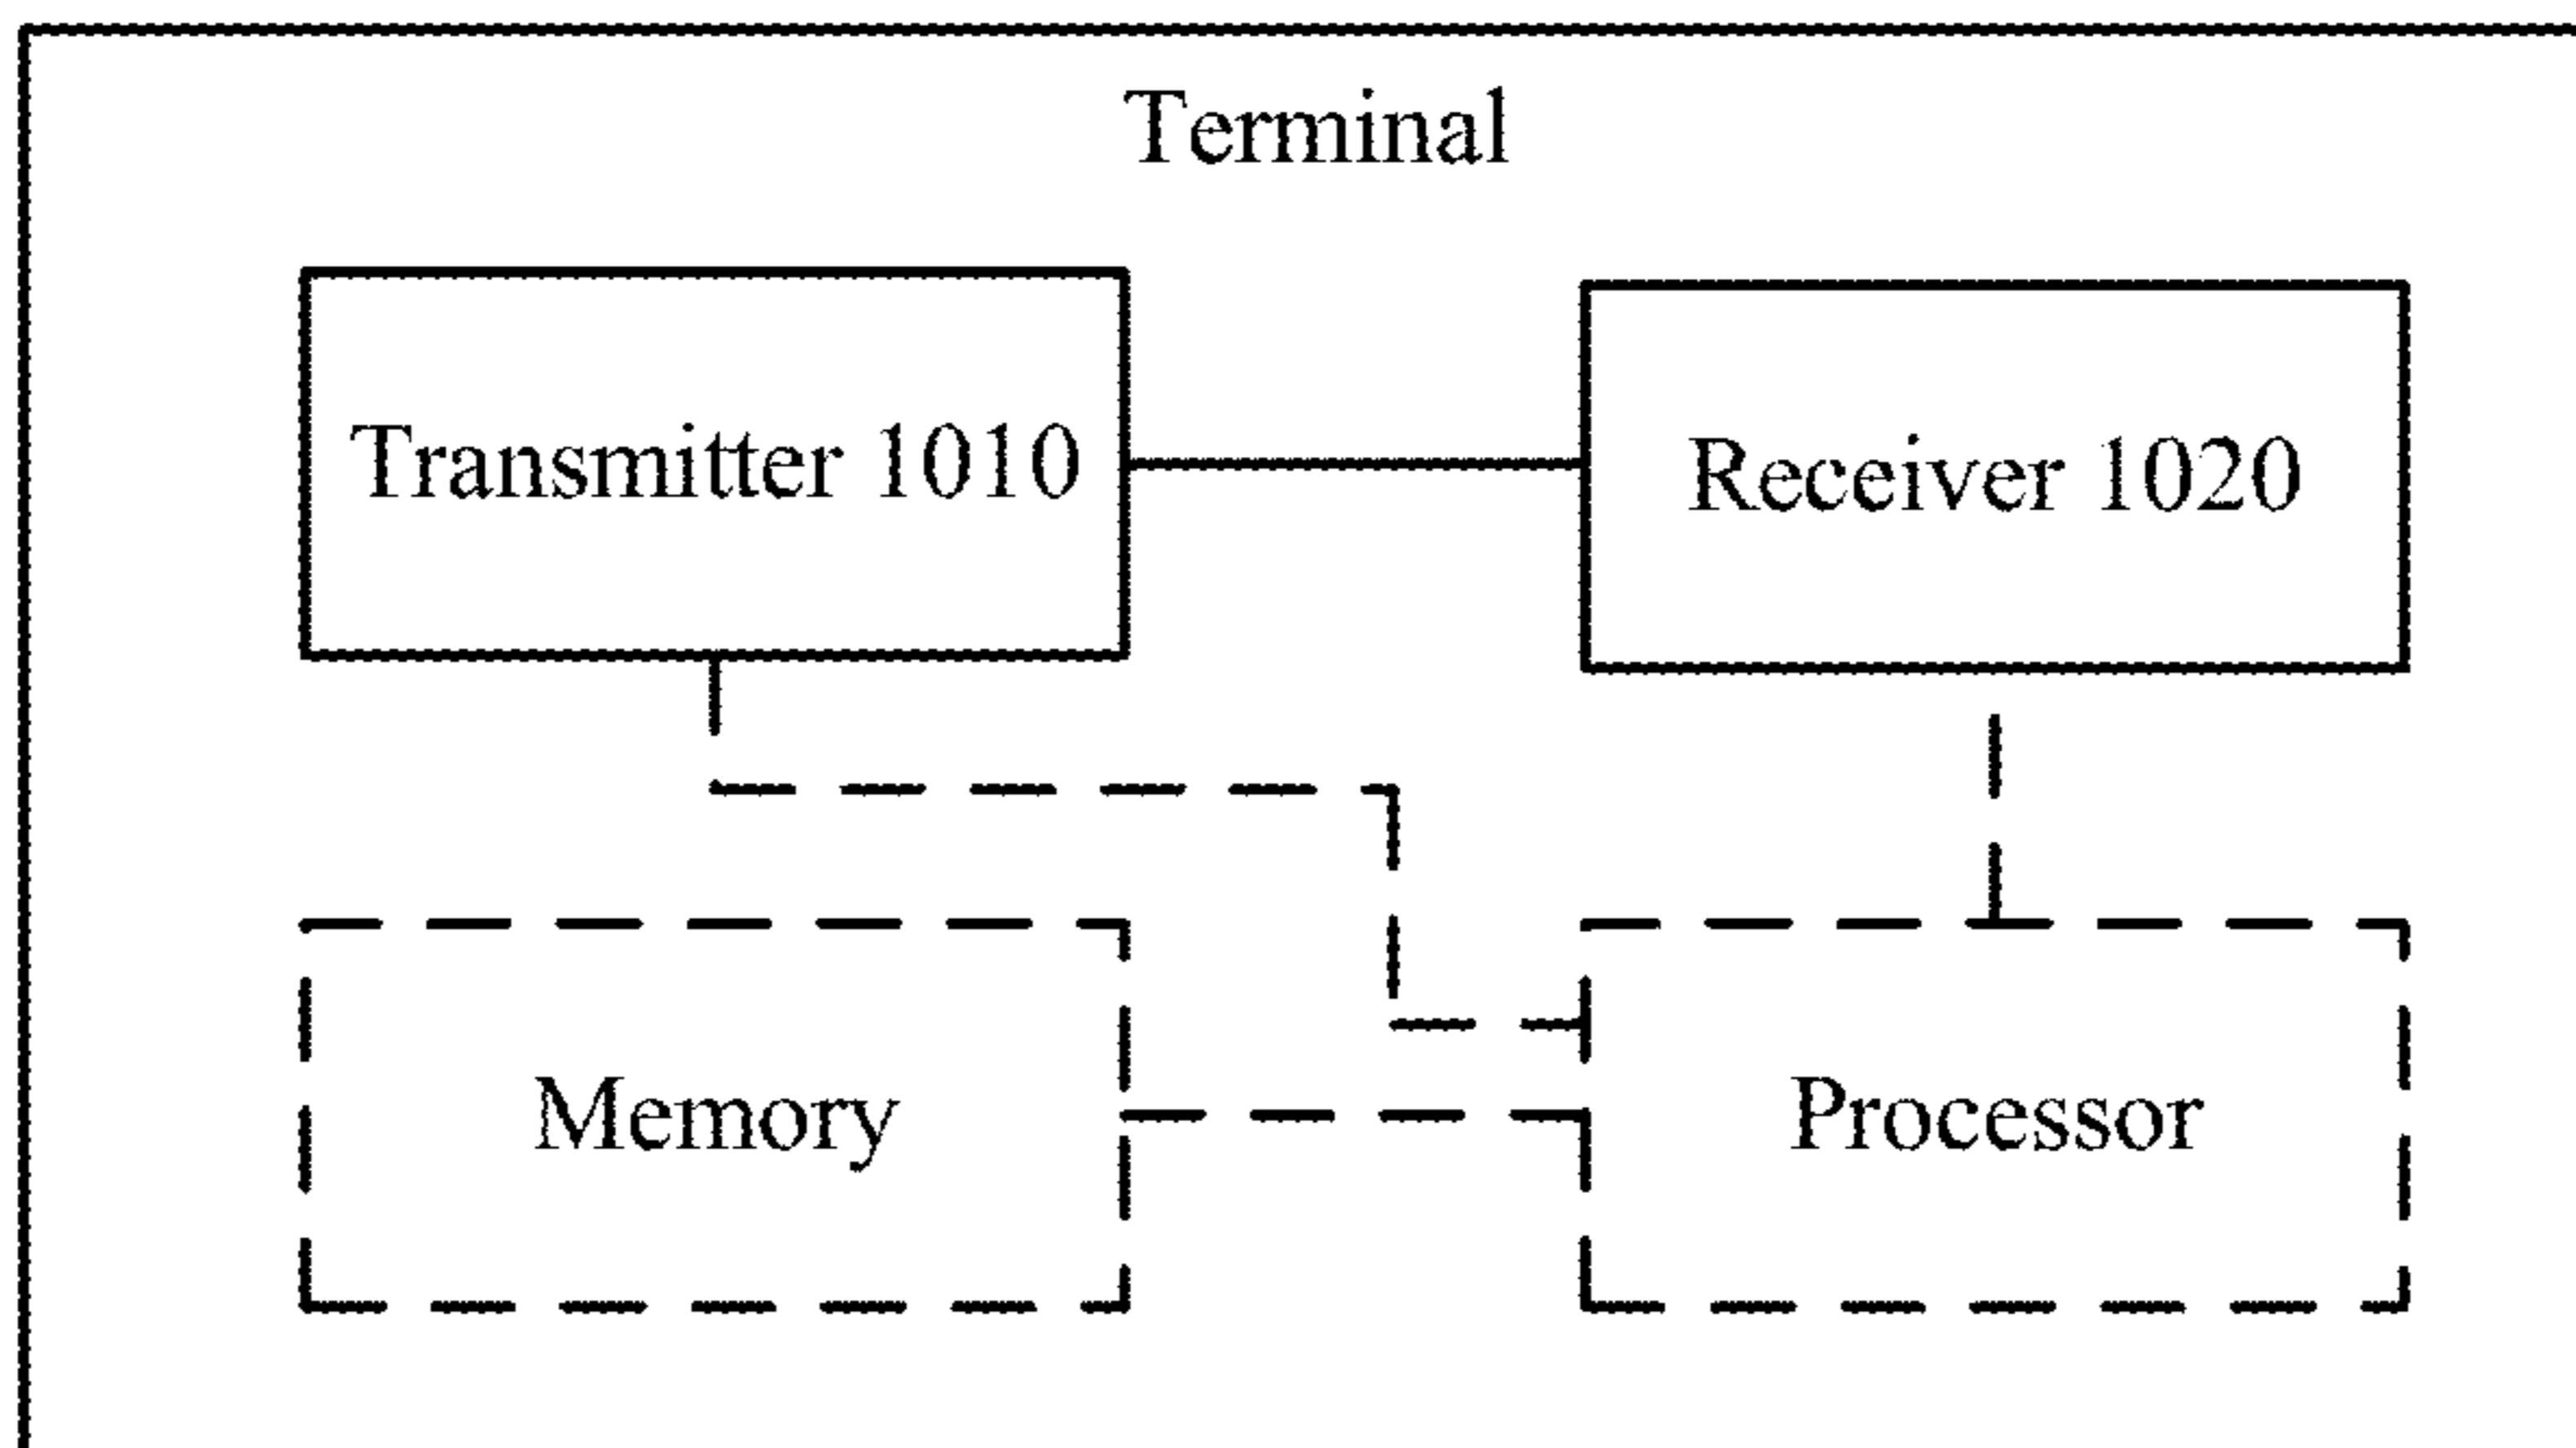 Terminal
Transmitter 1010
Receiver 1020
Memory
Processor